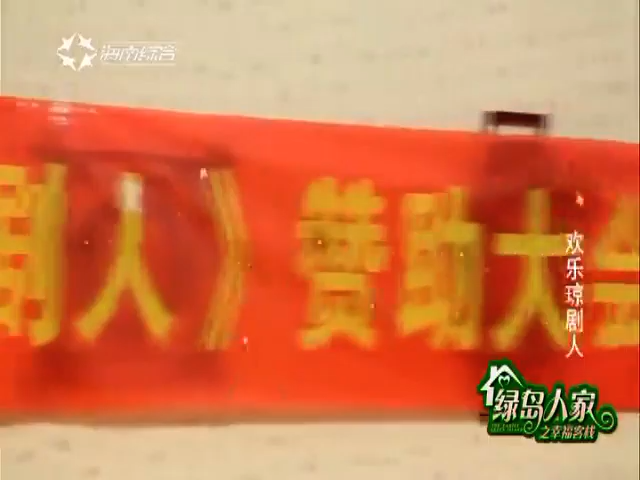 海南综合
剧人》赞助大会
欢乐琼剧人
绿岛人家
之幸福客栈